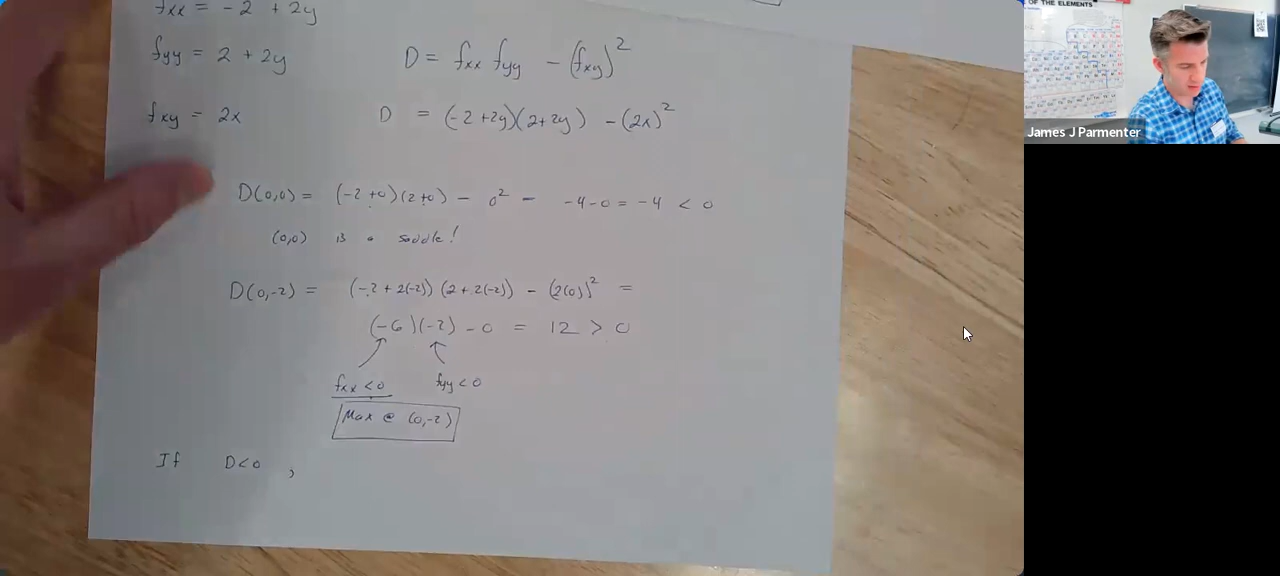 fxx = -2 + 2y
fyy = 2 + 2y
D = fxx fyy - (fxy)²
fxy = 2x
D = (-2 + 2y)(2 + 2y) - (2x)²
D(0,0) = (-2 + 0)(2 + 0) - 0² - -4 - 0 = -4 < 0
(0,0) is a saddle!
D(0,-2) = (-2 + 2(-2)) (2 + 2(-2)) - (2(0))² =
(-6)(-2) - 0 = 12 > 0
fxx < 0 fyy < 0
Max @ (0,-2)
If D < 0 ,
OF THE ELEMENTS
James J Parmenter